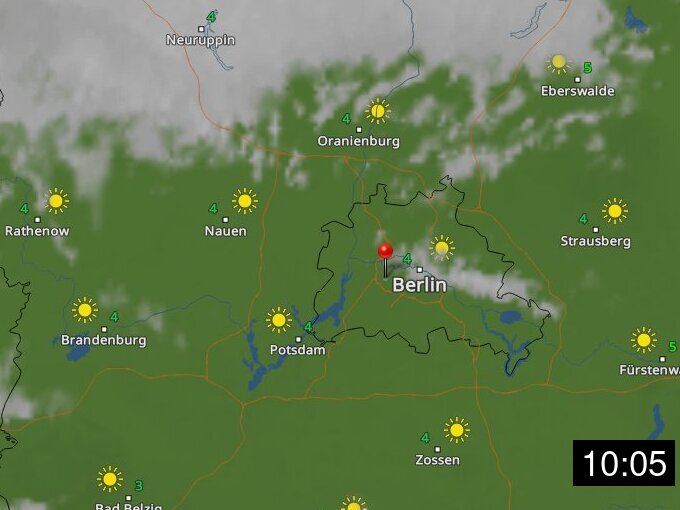 4
Neuruppin
5
Eberswalde
4
Oranienburg
4
Rathenow
4
Nauen
4
Strausberg
4
Berlin
4
Brandenburg
4
Potsdam
5
Fürstenwa
4
Zossen
10:05
3
Bad Belzig